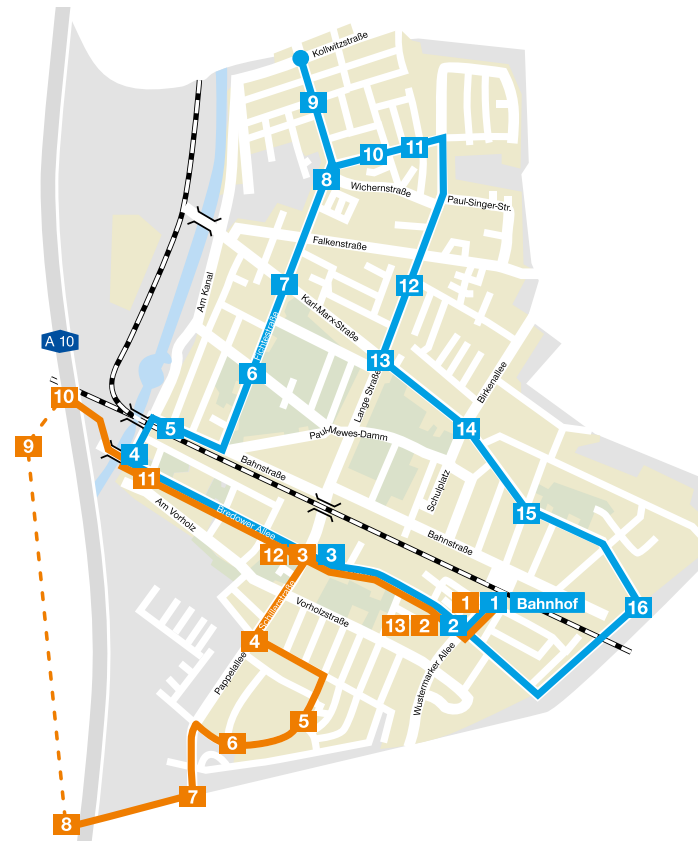 Kollwitzstraße
9
10
11
8
Wichernstraße
Paul-Singer-Str.
Falkenstraße
7
12
Am Kanal
Karl-Marx-Straße
Fichtestraße
A 10
13
6
Lange Straße
Birkenallee
10
5
14
Paul-Mewes-Damm
9
4
Bahnstraße
11
Schulplatz
15
Am Vorholz
Bredower Allee
Bahnstraße
12
3
3
Schillerstraße
Vorholzstraße
1
1
Bahnhof
16
13
2
2
4
Pappelallee
Wustermarker Allee
5
6
7
8